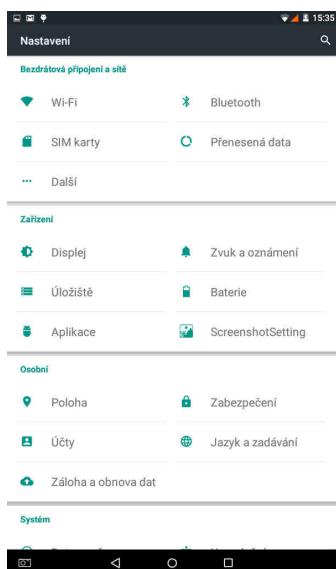 15:35
Nastavení
Bezdrátová připojení a sítě
Wi-Fi
Bluetooth
SIM karty
Přenesená data
Další
Zařízení
Displej
Zvuk a oznámení
Úložiště
Baterie
Aplikace
ScreenshotSetting
Osobní
Poloha
Zabezpečení
Účty
Jazyk a zadávání
Záloha a obnova dat
Systém